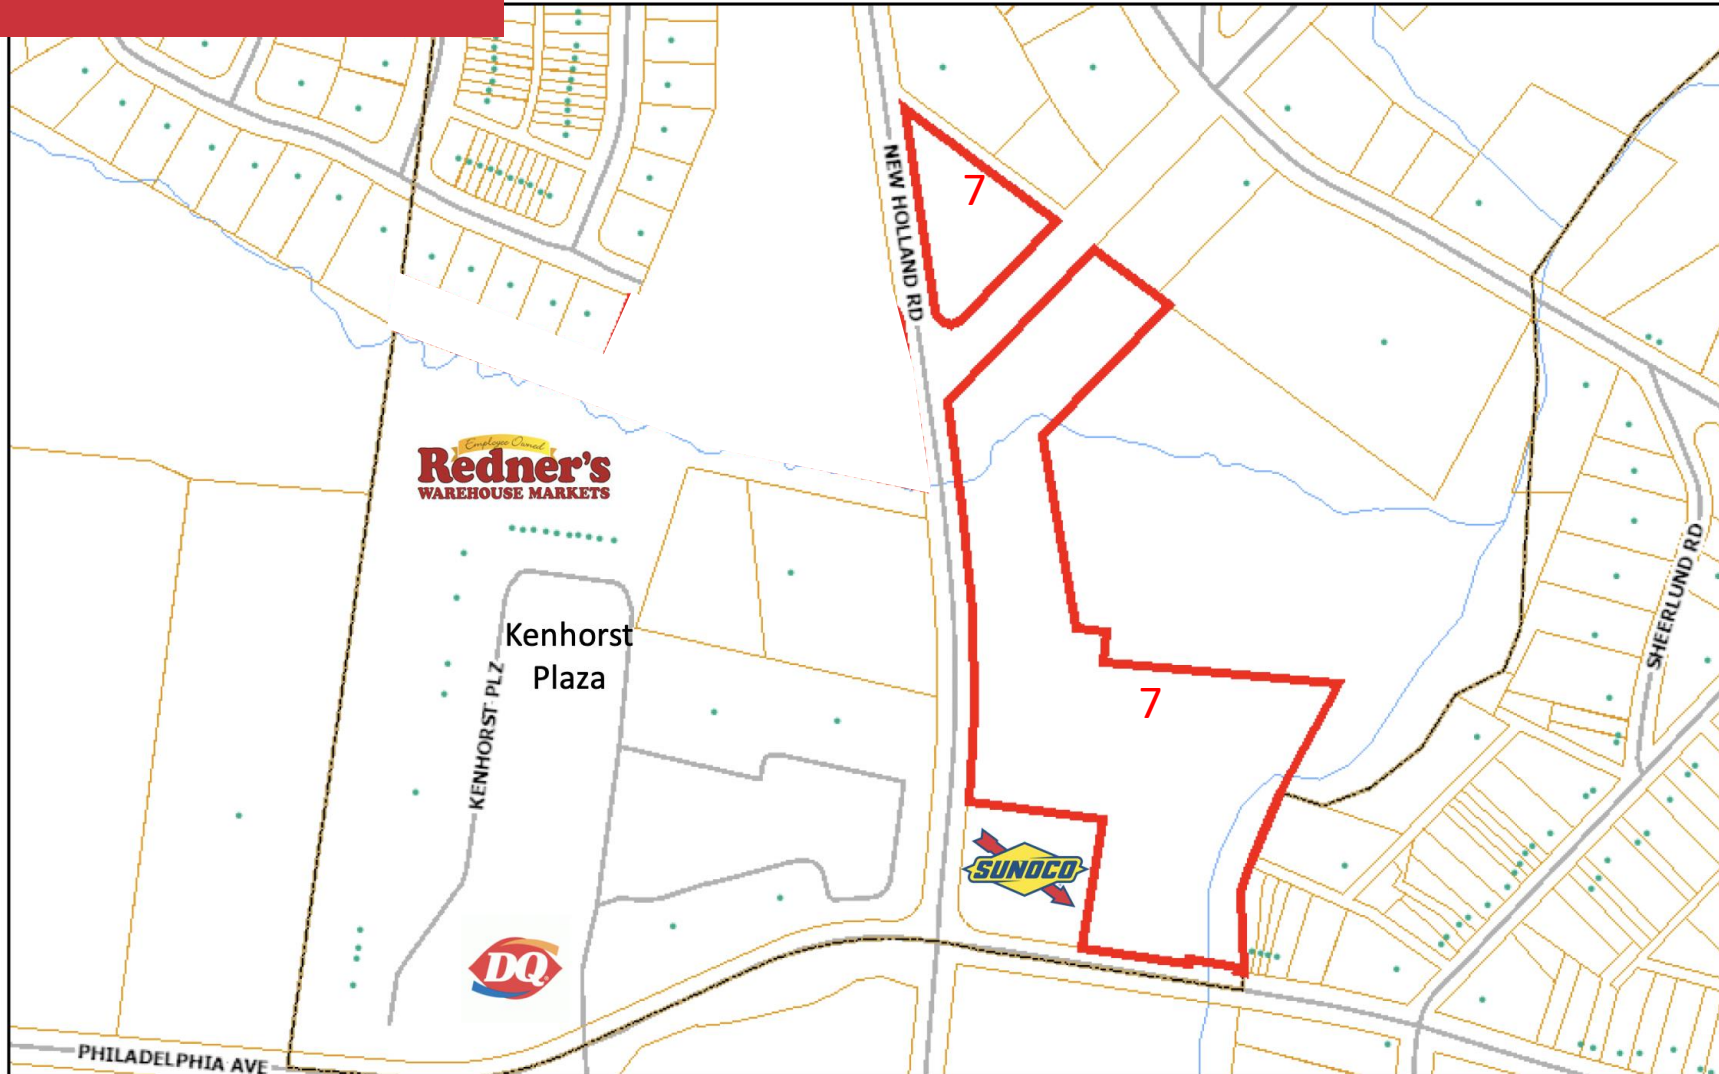 NEW HOLLAND RD
7
Employee Owned
Redner's
WAREHOUSE MARKETS
Kenhorst
Plaza
KENHORST PLZ
7
SHEERLUND RD
SUNOCO
DQ
PHILADELPHIA AVE